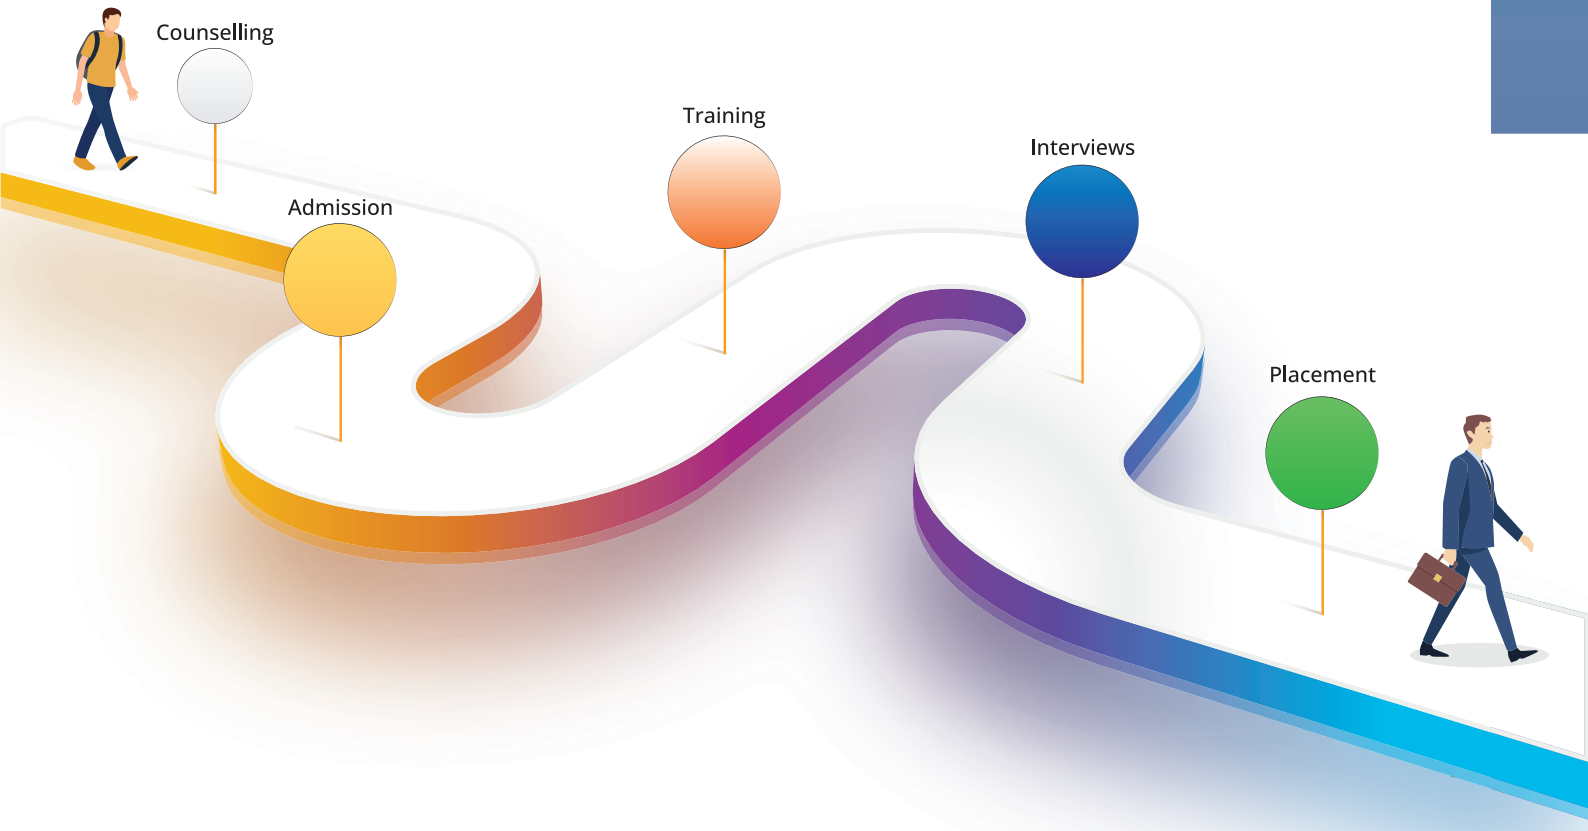 Counselling
Admission
Training
Interviews
Placement